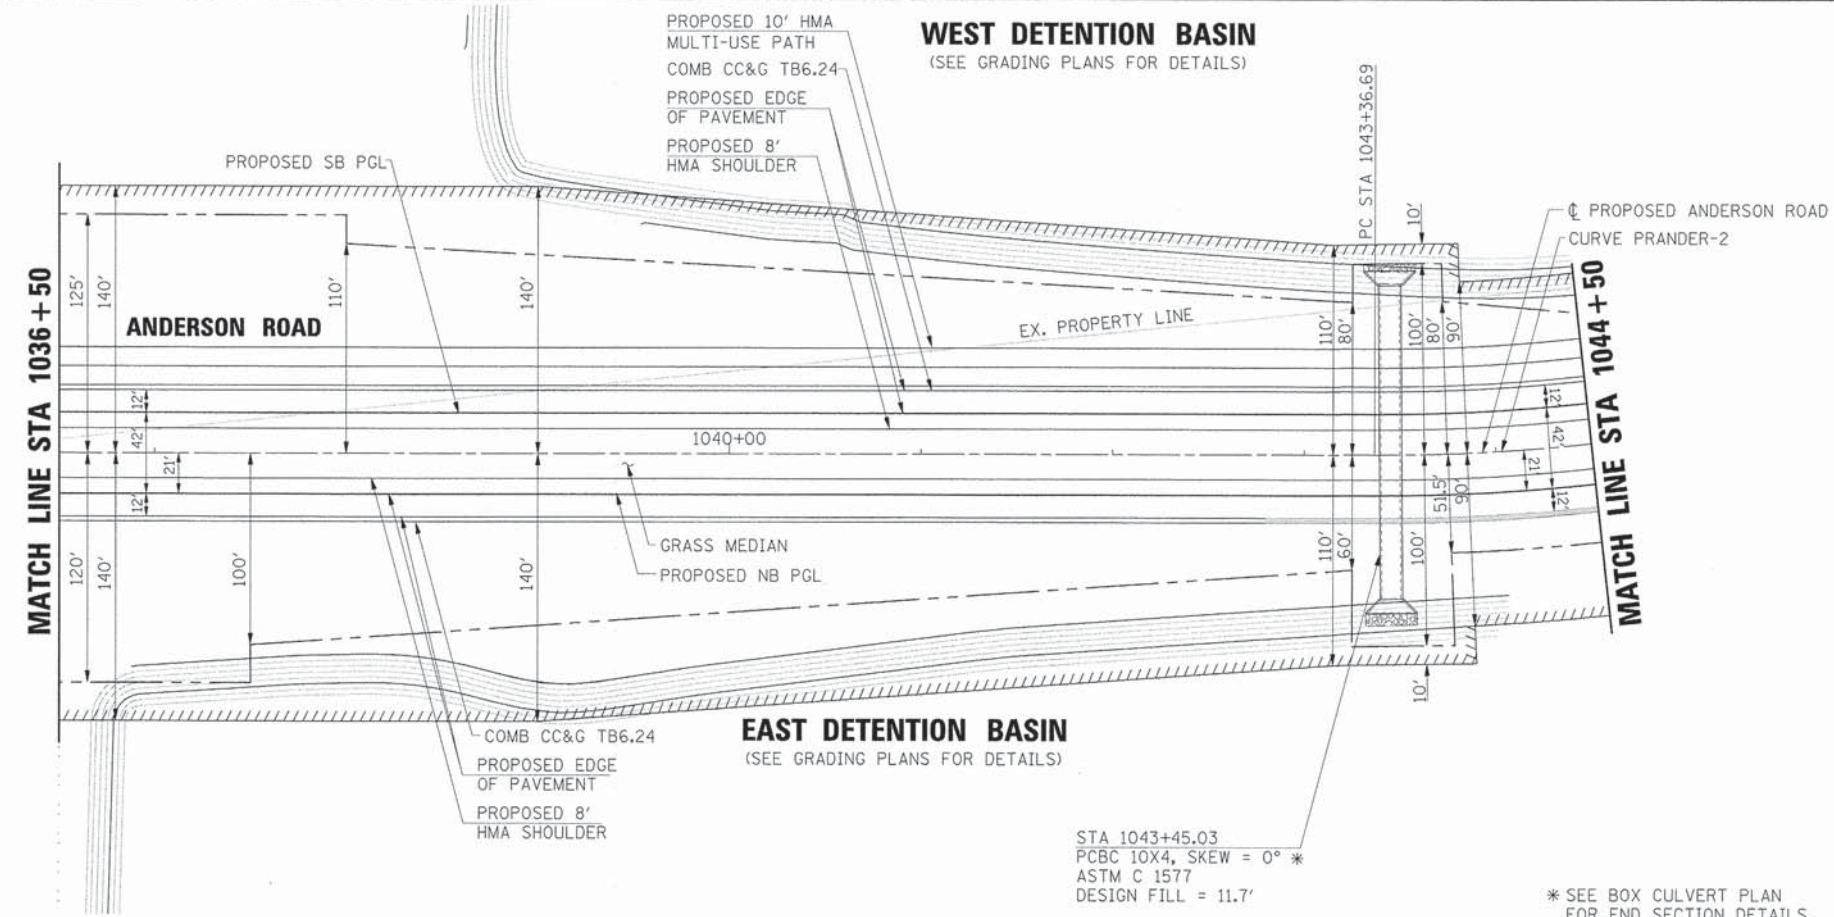 WEST DETENTION BASIN
(SEE GRADING PLANS FOR DETAILS)
PROPOSED 10' HMA
MULTI-USE PATH
COMB CC&G TB6.24
PROPOSED EDGE
OF PAVEMENT
PROPOSED 8'
HMA SHOULDER
PROPOSED SB PGL
PC STA 1043+36.69
10'
℄ PROPOSED ANDERSON ROAD
CURVE PRANDER-2
MATCH LINE STA 1036+50
125'
140'
110'
140'
ANDERSON ROAD
EX. PROPERTY LINE
110'
80'
100'
80'
90'
MATCH LINE STA 1044+50
12'
42'
21'
12'
1040+00
12'
42'
21'
12'
120'
140'
100'
140'
GRASS MEDIAN
PROPOSED NB PGL
110'
60'
100'
51.5'
90'
10'
COMB CC&G TB6.24
PROPOSED EDGE
OF PAVEMENT
PROPOSED 8'
HMA SHOULDER
EAST DETENTION BASIN
(SEE GRADING PLANS FOR DETAILS)
STA 1043+45.03
PCBC 10X4, SKEW = 0° *
ASTM C 1577
DESIGN FILL = 11.7'
* SEE BOX CULVERT PLAN
FOR END SECTION DETAILS